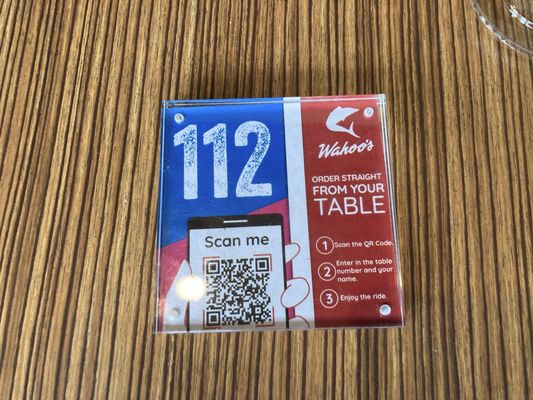 112
Scan me
Wahoo's
ORDER STRAIGHT
FROM YOUR
TABLE
1 Scan the QR Code.
2 Enter in the table
number and your
name.
3 Enjoy the ride.